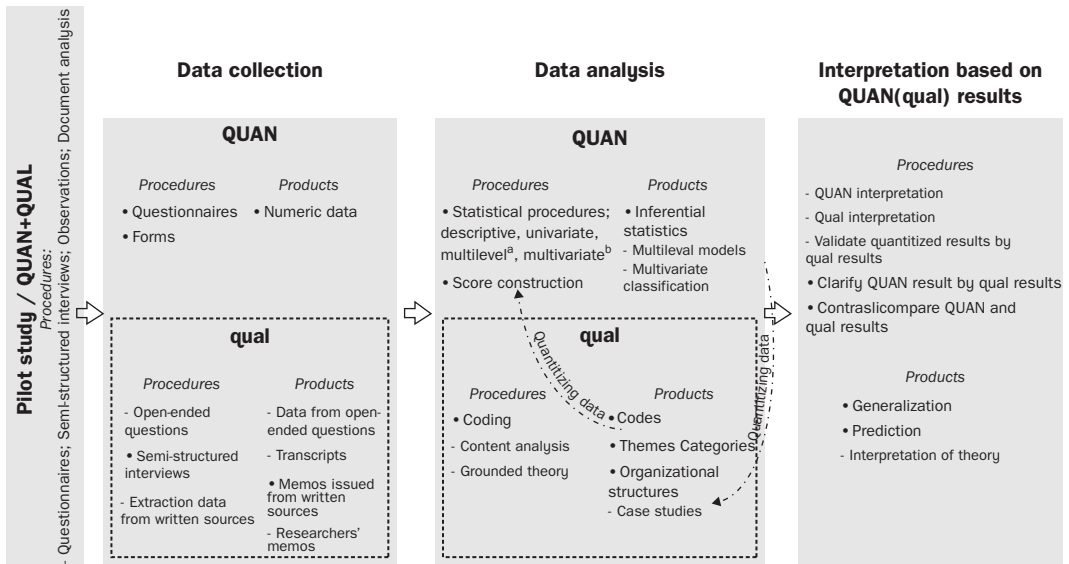 Pilot study / QUAN+QUAL
Procedures:
- Questionnaires; Semi-structured interviews; Observations; Document analysis
Data collection
QUAN
Procedures
• Questionnaires
• Forms
Products
• Numeric data
qual
Procedures
- Open-ended
questions
• Semi-structured
interviews
- Extraction data
from written sources
Products
- Data from open-
ended questions
- Transcripts
• Memos issued
from written
sources
- Researchers'
memos
Data analysis
QUAN
Procedures
• Statistical procedures;
descriptive, univariate,
multilevelᵃ, multivariateᵇ
• Score construction
Products
• Inferential
statistics
- Multileval models
- Multivariate
classification
Quantitizing data
Quantitizing data
qual
Procedures
• Coding
- Content analysis
- Grounded theory
Products
• Codes
• Themes Categories
• Organizational
structures
- Case studies
Interpretation based on
QUAN(qual) results
Procedures
- QUAN interpretation
- Qual interpretation
- Validate quantitized results by
qual results
• Clarify QUAN result by qual results
• Contraslicompare QUAN and
qual results
Products
• Generalization
• Prediction
- Interpretation of theory